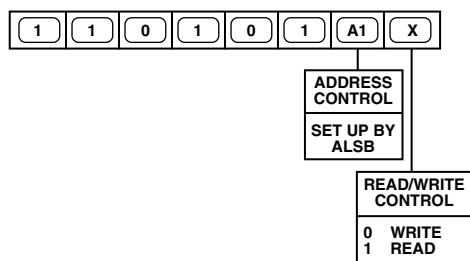 1 1 0 1 0 1 A1 X
ADDRESS
CONTROL
SET UP BY
ALSB
READ/WRITE
CONTROL
0 WRITE
1 READ